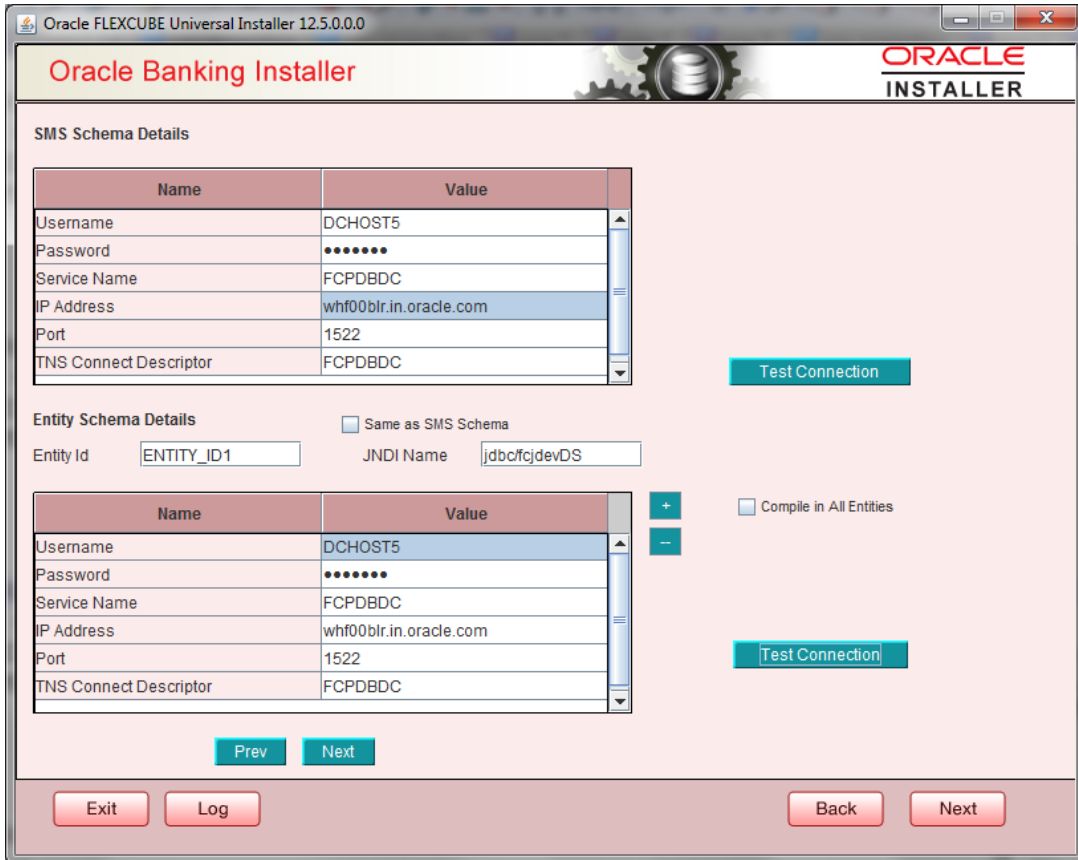 Oracle FLEXCUBE Universal Installer 12.5.0.0.0
Oracle Banking Installer
ORACLE
INSTALLER
SMS Schema Details
Name Value
Username DCHOST5
Password •••••••
Service Name FCPDBDC
IP Address whf00blr.in.oracle.com
Port 1522
TNS Connect Descriptor FCPDBDC
Test Connection
Entity Schema Details Same as SMS Schema
Entity Id ENTITY_ID1 JNDI Name jdbc/fcjdevDS
Name Value
+ Compile in All Entities
--
Username DCHOST5
Password •••••••
Service Name FCPDBDC
IP Address whf00blr.in.oracle.com
Port 1522
Test Connection
TNS Connect Descriptor FCPDBDC
Prev Next
Exit Log Back Next